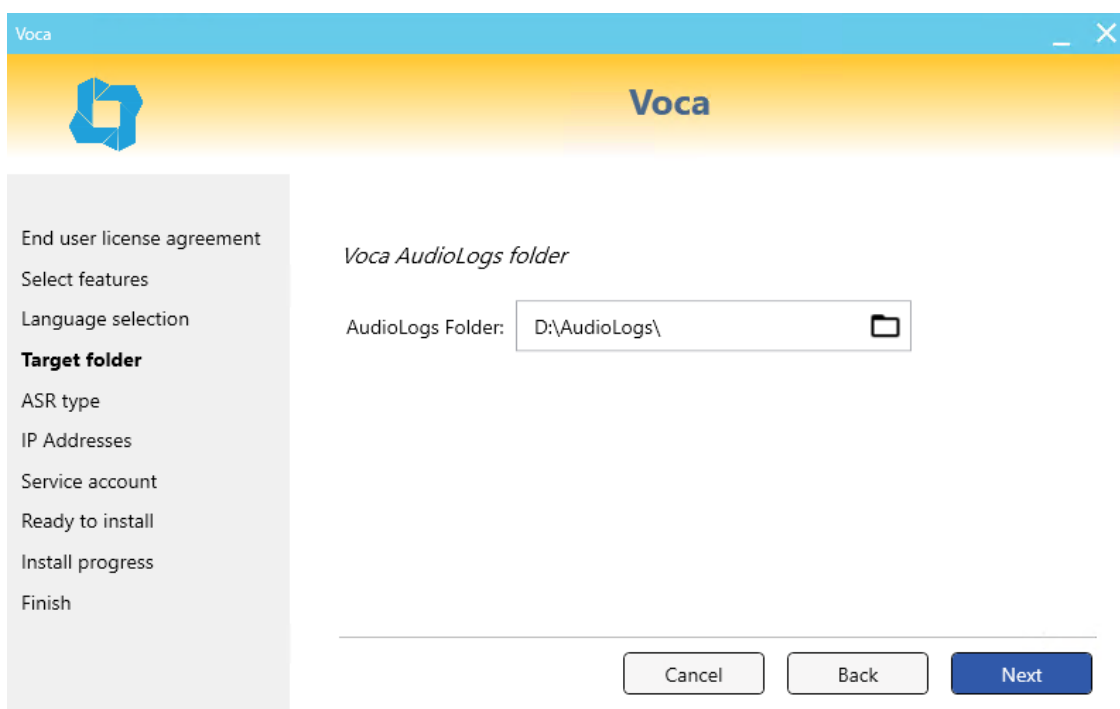 Voca
Voca
End user license agreement
Select features
Language selection
Target folder
ASR type
IP Addresses
Service account
Ready to install
Install progress
Finish
Voca AudioLogs folder
AudioLogs Folder: D:\AudioLogs\
Cancel Back Next